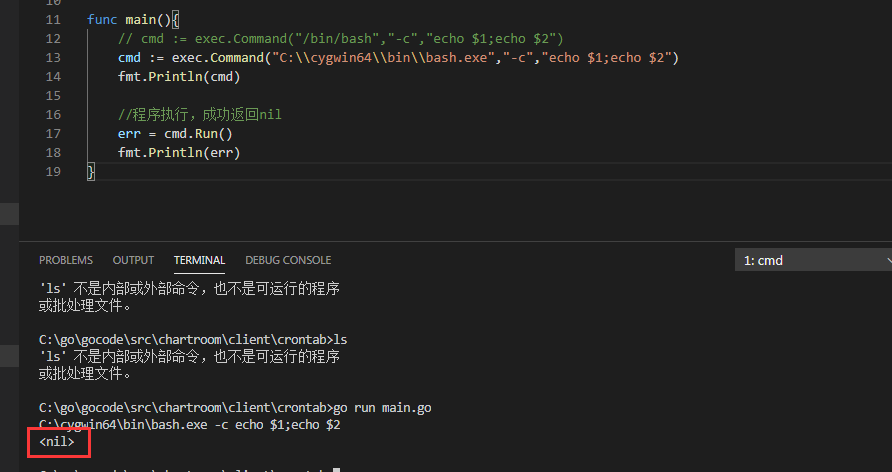 10
11 func main(){
12 // cmd := exec.Command("/bin/bash","-c","echo $1;echo $2")
13 cmd := exec.Command("C:\\cygwin64\\bin\\bash.exe","-c","echo $1;echo $2")
14 fmt.Println(cmd)
15
16 //程序执行，成功返回nil
17 err = cmd.Run()
18 fmt.Println(err)
19 }
PROBLEMS OUTPUT TERMINAL DEBUG CONSOLE 1: cmd
'ls' 不是内部或外部命令，也不是可运行的程序
或批处理文件。
C:\go\gocode\src\chartroom\client\crontab>ls
'ls' 不是内部或外部命令，也不是可运行的程序
或批处理文件。
C:\go\gocode\src\chartroom\client\crontab>go run main.go
C:\cygwin64\bin\bash.exe -c echo $1;echo $2
<nil>